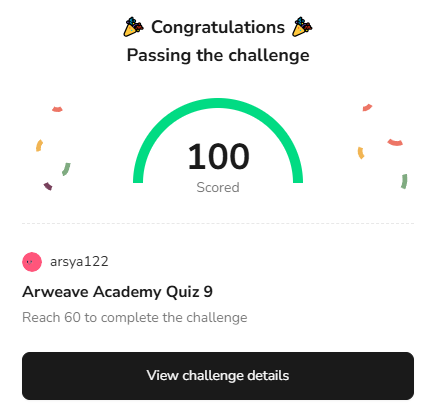 🎉 Congratulations 🎉
Passing the challenge
100
Scored
arsya122
Arweave Academy Quiz 9
Reach 60 to complete the challenge
View challenge details